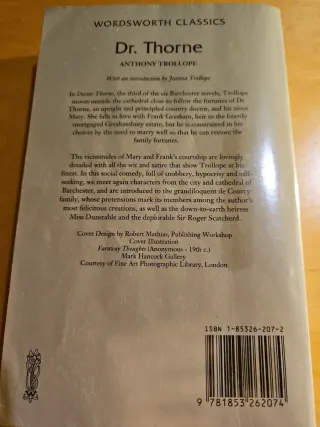 WORDSWORTH CLASSICS
Dr. Thorne
ANTHONY TROLLOPE
With an introduction by Joanna Trollope
In Doctor Thorne, the third of the six Barchester novels, Trollope
moves outside the cathedral close to follow the fortunes of Dr
Thorne, an upright and principled country doctor, and his niece
Mary. She falls in love with Frank Gresham, heir to the heavily
mortgaged Greshamsbury estate, but he is constrained in his
choices by the need to marry well so that he can restore the
family fortunes.
The vicissitudes of Mary and Frank's courtship are lovingly
detailed with all the wit and satire that show Trollope at his
finest. In this social comedy, full of snobbery, hypocrisy and self-
seeking, we meet again characters from the city and cathedral of
Barchester, and are introduced to the grandiloquent de Courcy
family, whose pretensions mark its members among the author's
most felicitous creations, as well as the down-to-earth heiress
Miss Dunstable and the deplorable Sir Roger Scatcherd.
Cover Design by Robert Mathias, Publishing Workshop
Cover Illustration
Faraway Thoughts (Anonymous - 19th c.)
Mark Hancock Gallery.
Courtesy of Fine Art Photographic Library, London.
ISBN 1-85326-207-2
9 781853 262074